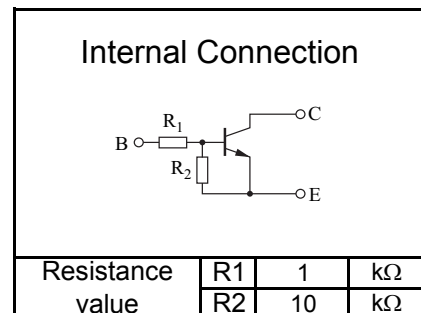 Internal Connection
C
R1
B
R2
E
Resistance value R1 1 kΩ
R2 10 kΩ